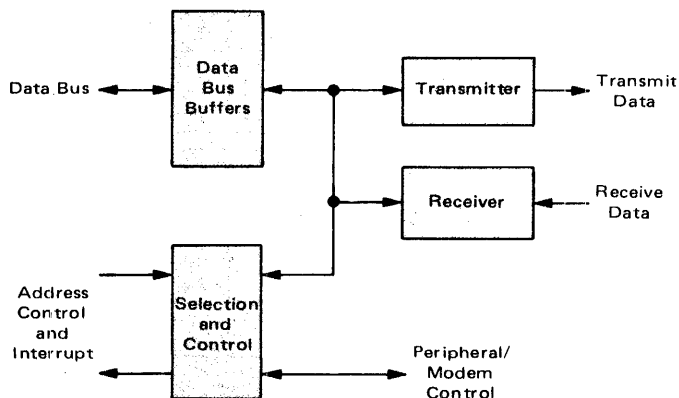 Data Bus
Data
Bus
Buffers
Transmitter
Transmit
Data
Receiver
Receive
Data
Address
Control
and
Interrupt
Selection
and
Control
Peripheral/
Modem
Control